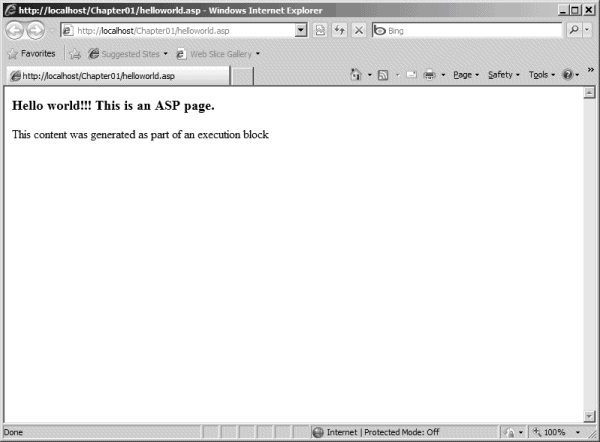 http://localhost/Chapter01/helloworld.asp - Windows Internet Explorer
http://localhost/Chapter01/helloworld.asp
Bing
Favorites
Suggested Sites
Web Slice Gallery
http://localhost/Chapter01/helloworld.asp
Page
Safety
Tools
»
Hello world!!! This is an ASP page.
This content was generated as part of an execution block
Done
Internet | Protected Mode: Off
100%